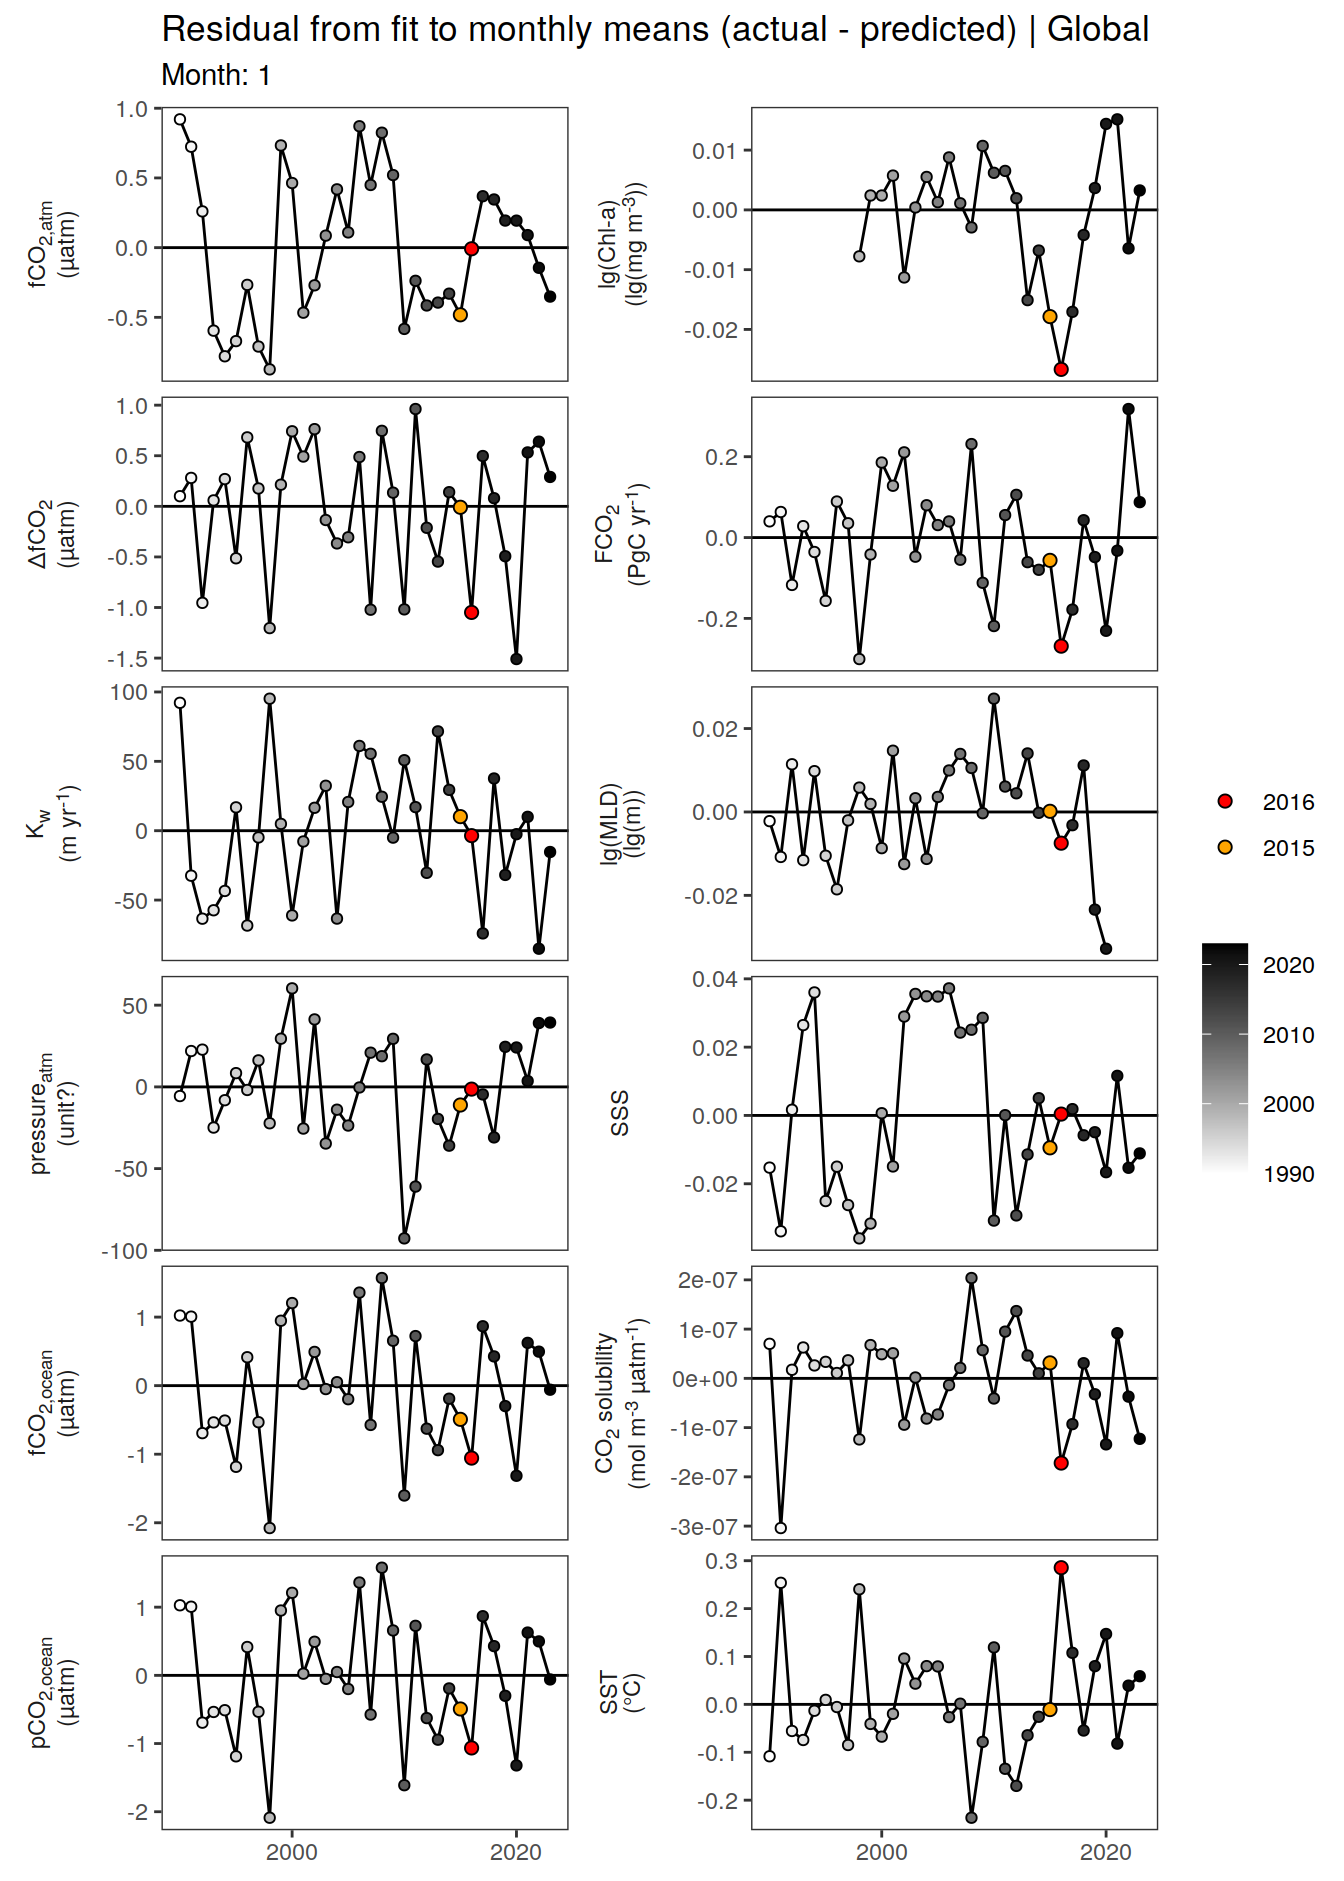 Residual from fit to monthly means (actual - predicted) | Global
Month: 1
fCO2,atm
(µatm)
1.0
0.5
0.0
-0.5
lg(Chl-a)
(lg(mg m-3))
0.01
0.00
-0.01
-0.02
ΔfCO2
(µatm)
1.0
0.5
0.0
-0.5
-1.0
-1.5
FCO2
(PgC yr-1)
0.2
0.0
-0.2
Kw
(m yr-1)
100
50
0
-50
lg(MLD)
(lg(m))
0.02
0.00
-0.02
pressureatm
(unit?)
50
0
-50
-100
SSS
0.04
0.02
0.00
-0.02
fCO2,ocean
(µatm)
1
0
-1
-2
CO2 solubility
(mol m-3 µatm-1)
2e-07
1e-07
0e+00
-1e-07
-2e-07
-3e-07
pCO2,ocean
(µatm)
1
0
-1
-2
2000
2020
SST
(°C)
0.3
0.2
0.1
0.0
-0.1
-0.2
2000
2020
2016
2015
2020
2010
2000
1990